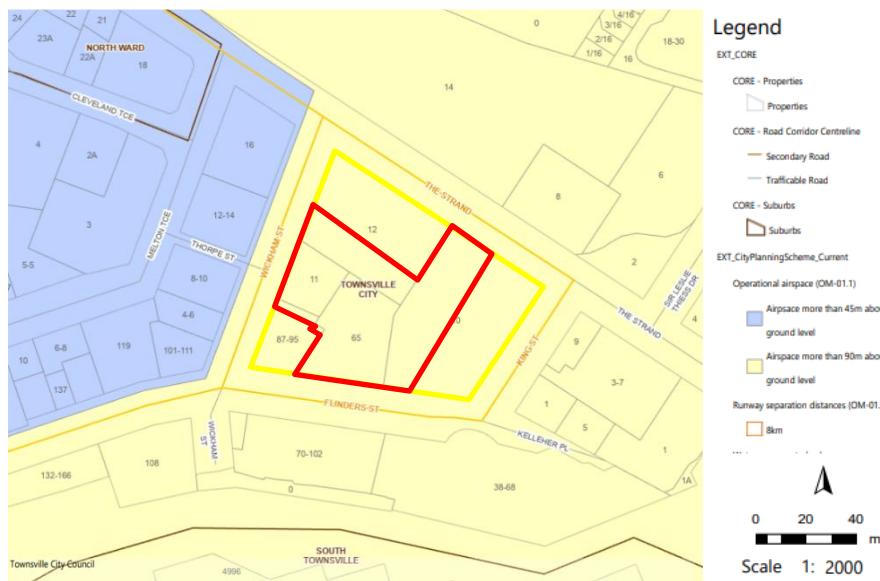 24
22
21
23A
NORTH WARD
22A
18
CLEVELAND TCE
4
2A
16
3
12-14
MELTON TCE
THORPE ST
5-5
8-10
4-6
6-8
119
101-111
10
137
WICKHAM ST
0
4/16
3/16
2/16
1/16
16
18-30
14
THE STRAND
8
6
12
11
TOWNSVILLE
CITY
87-95
65
0
2
SIR LESLIE
THIESS DR
4
THE STRAND
KING ST
9
3-7
1
5
1
KELLEHER PL
1A
FLINDERS ST
WICKHAM
ST
132-166
108
70-102
0
38-68
SOUTH
TOWNSVILLE
4996
Townsville City Council
Legend
EXT_CORE
CORE - Properties
Properties
CORE - Road Corridor Centreline
Secondary Road
Trafficable Road
CORE - Suburbs
Suburbs
EXT_CityPlanningScheme_Current
Operational airspace (OM-01.1)
Airpsace more than 45m abo
ground level
Airspace more than 90m abo
ground level
Runway separation distances (OM-01.
8km
0 20 40
m
Scale 1: 2000